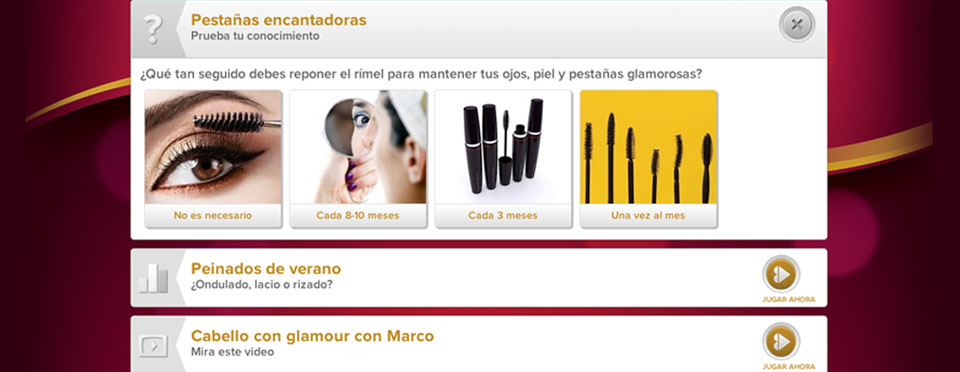 Pestañas encantadoras
Prueba tu conocimiento
¿Qué tan seguido debes reponer el rímel para mantener tus ojos, piel y pestañas glamorosas?
No es necesario
Cada 8-10 meses
Cada 3 meses
Una vez al mes
Peinados de verano
¿Ondulado, lacio o rizado?
JUGAR AHORA
Cabello con glamour con Marco
Mira este video
JUGAR AHORA